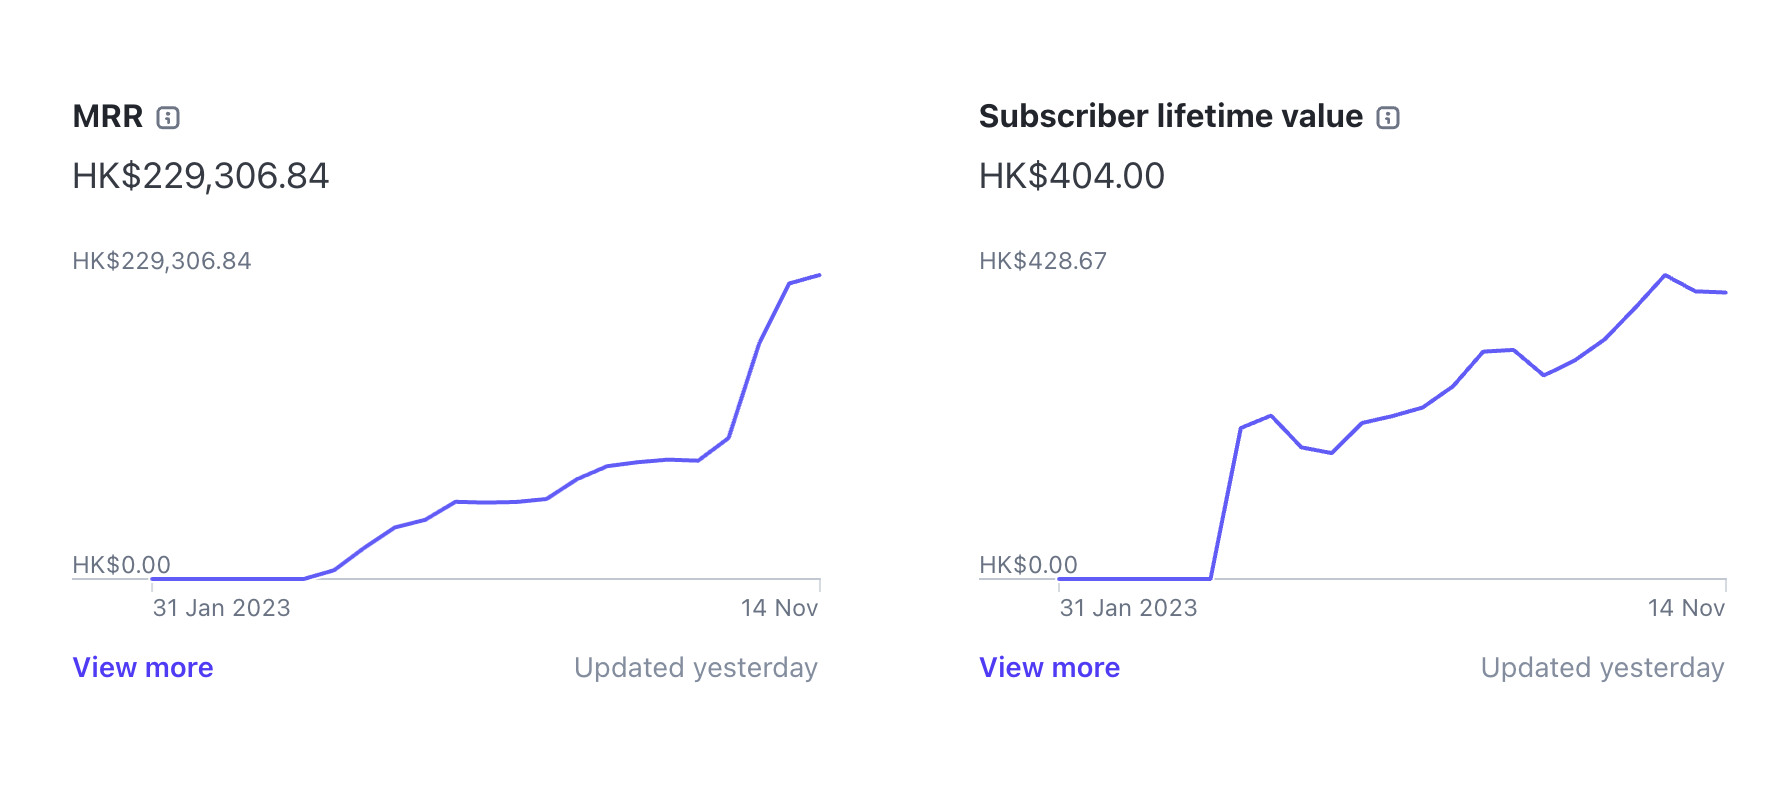 MRR
HK$229,306.84
HK$229,306.84
HK$0.00
31 Jan 2023
14 Nov
View more
Updated yesterday
Subscriber lifetime value
HK$404.00
HK$428.67
HK$0.00
31 Jan 2023
14 Nov
View more
Updated yesterday